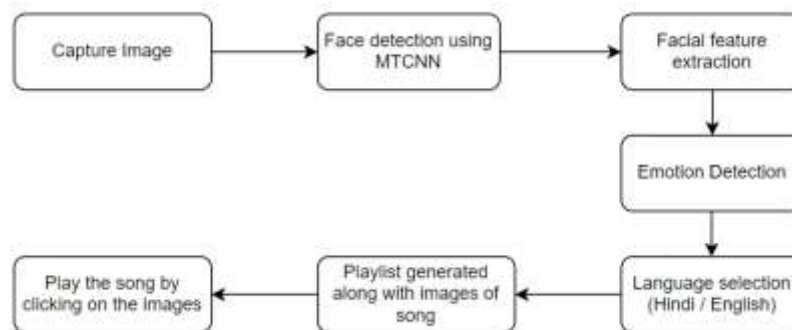 Capture Image
Face detection using
MTCNN
Facial feature
extraction
Emotion Detection
Language selection
(Hindi / English)
Playlist generated
along with images of
song
Play the song by
clicking on the images